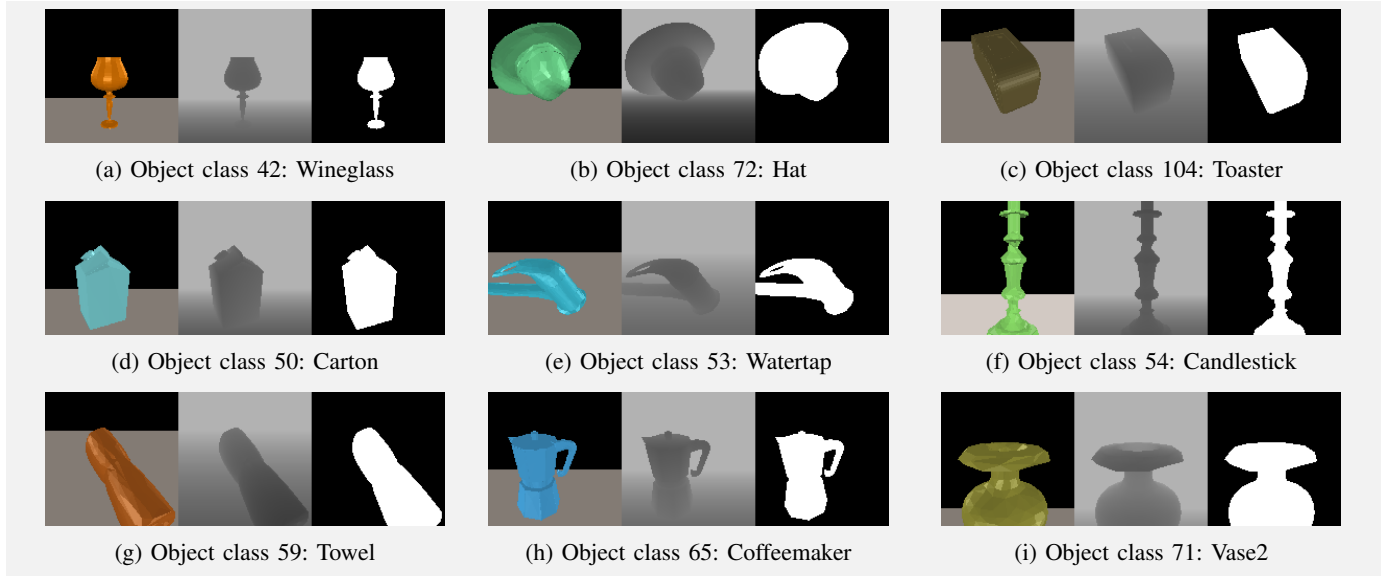 (a) Object class 42: Wineglass
(b) Object class 72: Hat
(c) Object class 104: Toaster
(d) Object class 50: Carton
(e) Object class 53: Watertap
(f) Object class 54: Candlestick
(g) Object class 59: Towel
(h) Object class 65: Coffeemaker
(i) Object class 71: Vase2